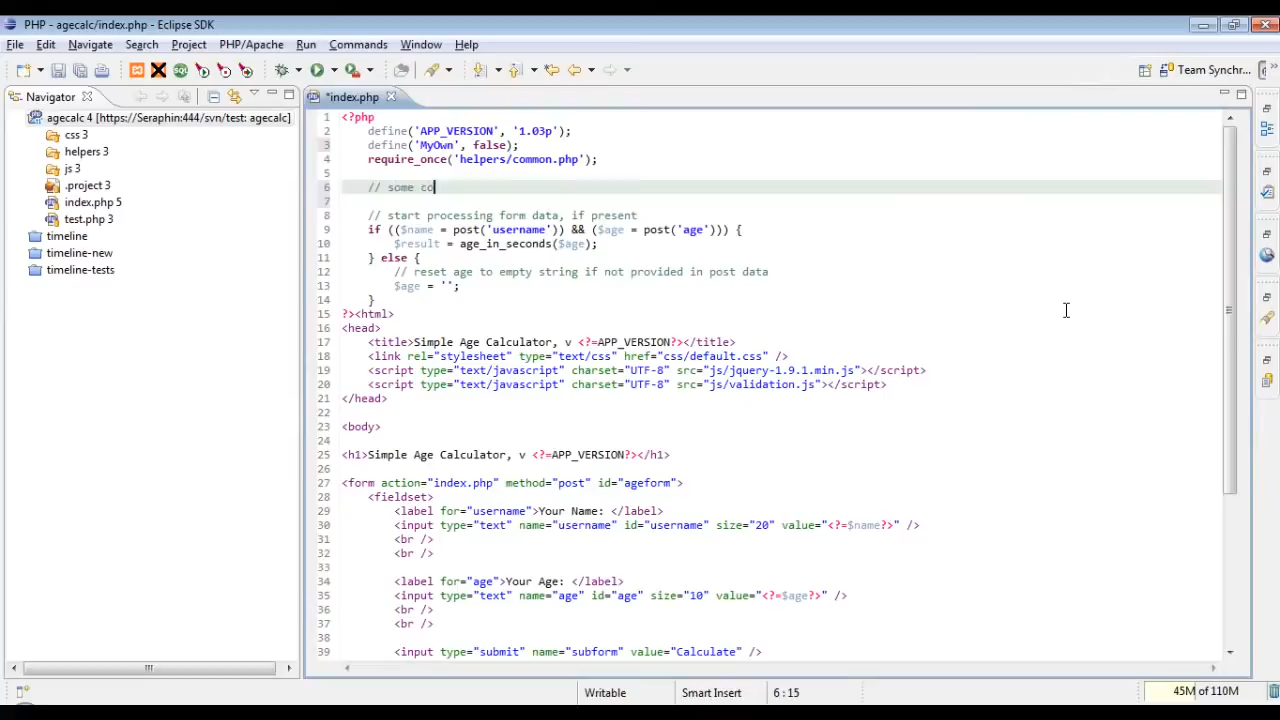 PHP - agecalc/index.php - Eclipse SDK
File Edit Navigate Search Project PHP/Apache Run Commands Window Help
SQL
Team Synchr...
Navigator
agecalc 4 [https://Seraphin:444/svn/test: agecalc]
css 3
helpers 3
js 3
.project 3
index.php 5
test.php 3
timeline
timeline-new
timeline-tests
*index.php
1 <?php
2 define('APP_VERSION', '1.03p');
3 define('MyOwn', false);
4 require_once('helpers/common.php');
5
6 // some co
7
8 // start processing form data, if present
9 if (($name = post('username')) && ($age = post('age'))) {
10 $result = age_in_seconds($age);
11 } else {
12 // reset age to empty string if not provided in post data
13 $age = '';
14 }
15 ?><html>
16 <head>
17 <title>Simple Age Calculator, v <?=APP_VERSION?></title>
18 <link rel="stylesheet" type="text/css" href="css/default.css" />
19 <script type="text/javascript" charset="UTF-8" src="js/jquery-1.9.1.min.js"></script>
20 <script type="text/javascript" charset="UTF-8" src="js/validation.js"></script>
21 </head>
22
23 <body>
24
25 <h1>Simple Age Calculator, v <?=APP_VERSION?></h1>
26
27 <form action="index.php" method="post" id="ageform">
28 <fieldset>
29 <label for="username">Your Name: </label>
30 <input type="text" name="username" id="username" size="20" value="<?=$name?>" />
31 <br />
32 <br />
33
34 <label for="age">Your Age: </label>
35 <input type="text" name="age" id="age" size="10" value="<?=$age?>" />
36 <br />
37 <br />
38
39 <input type="submit" name="subform" value="Calculate" />
Writable Smart Insert 6 : 15 45M of 110M